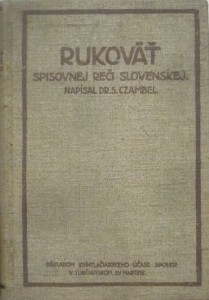 RUKOVÄŤ
SPISOVNEJ REČI SLOVENSKEJ.
NAPÍSAL DR. S. CZAMBEL.
NÁKLADOM KNÍHTLAČIARSKEHO ÚČAST. SPOLKU
V TURČIANSKOM SV. MARTINE.